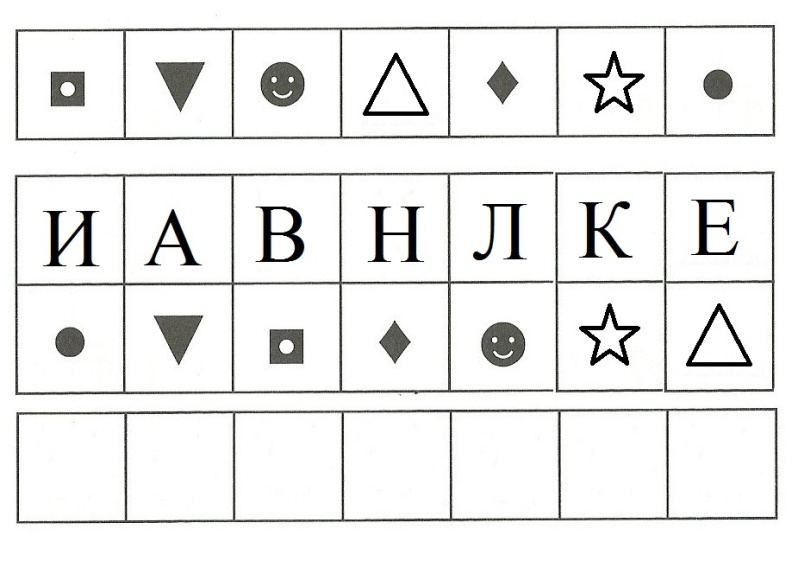 И А В Н Л К Е